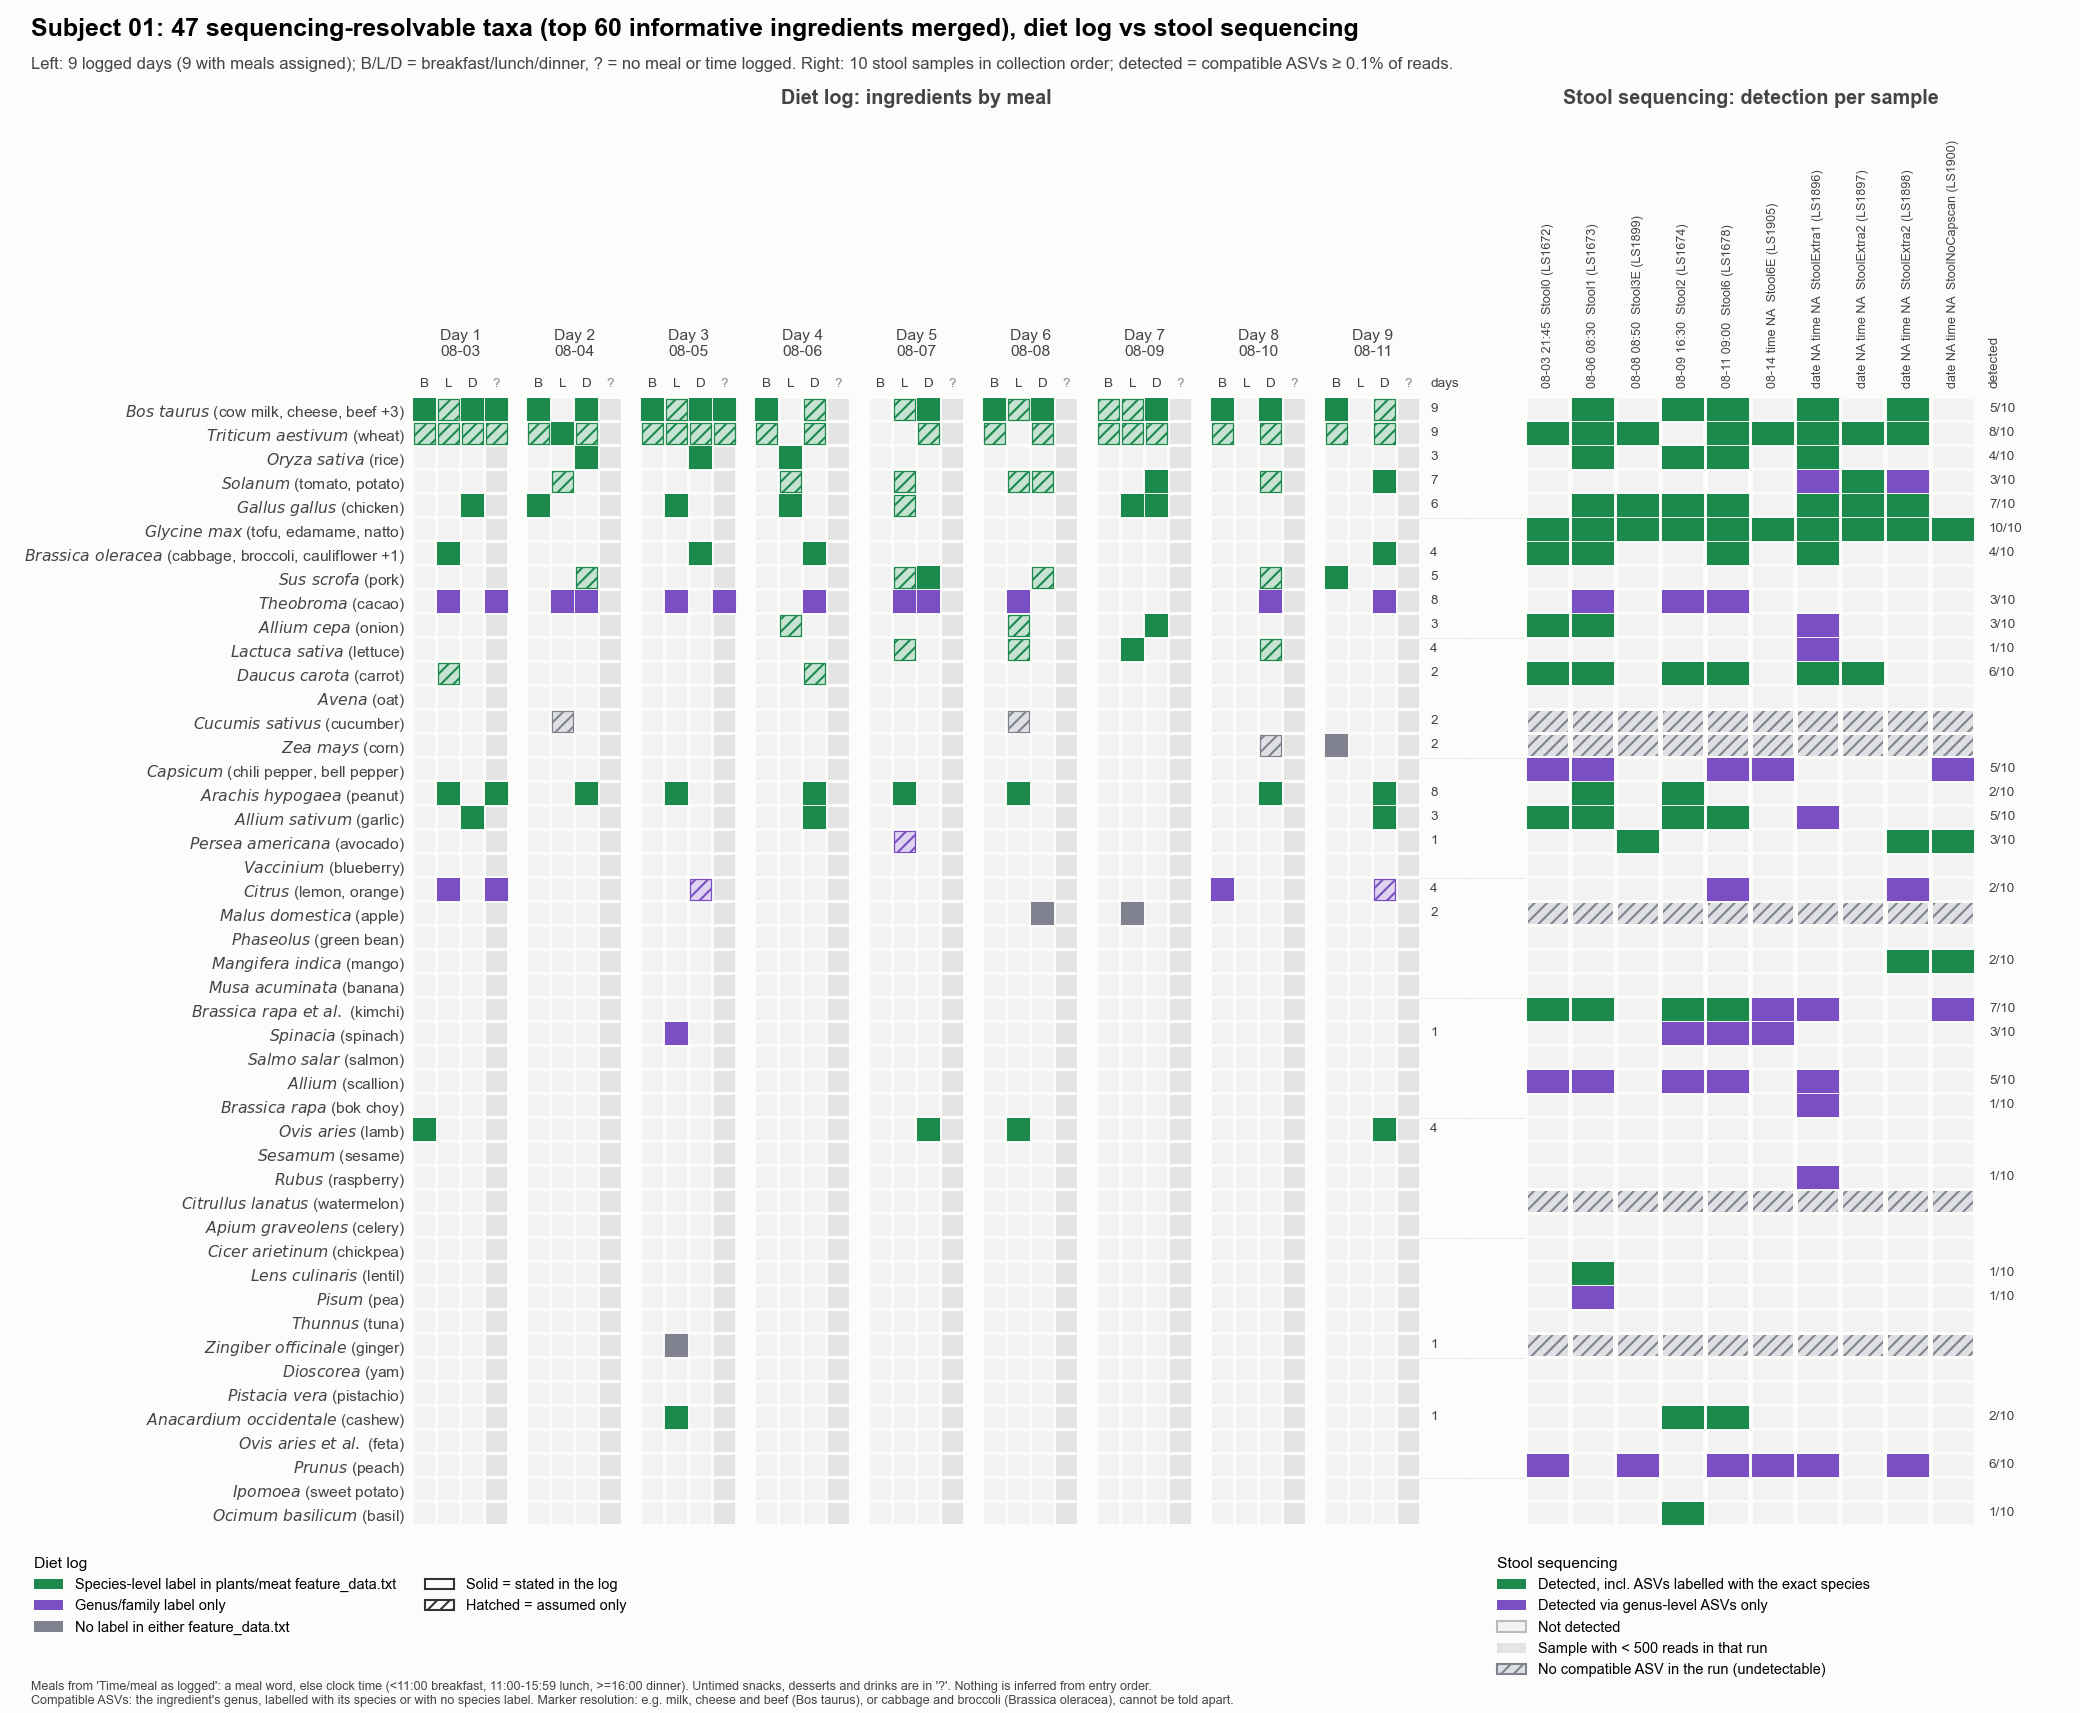 Subject 01: 47 sequencing-resolvable taxa (top 60 informative ingredients merged), diet log vs stool sequencing
Left: 9 logged days (9 with meals assigned); B/L/D = breakfast/lunch/dinner, ? = no meal or time logged. Right: 10 stool samples in collection order; detected = compatible ASVs ≥ 0.1% of reads.
Diet log: ingredients by meal
Stool sequencing: detection per sample
08-03 21:45 Stool0 (LS1672)
08-06 08:30 Stool1 (LS1673)
08-08 08:50 Stool3E (LS1899)
08-09 16:30 Stool2 (LS1674)
08-11 09:00 Stool6 (LS1678)
08-14 time NA Stool6E (LS1905)
date NA time NA StoolExtra1 (LS1896)
date NA time NA StoolExtra2 (LS1897)
date NA time NA StoolExtra2 (LS1898)
date NA time NA StoolNoCapscan (LS1900)
detected
Day 1 Day 2 Day 3 Day 4 Day 5 Day 6 Day 7 Day 8 Day 9
08-03 08-04 08-05 08-06 08-07 08-08 08-09 08-10 08-11
B L D ? B L D ? B L D ? B L D ? B L D ? B L D ? B L D ? B L D ? B L D ? days
Bos taurus (cow milk, cheese, beef +3) 9 5/10
Triticum aestivum (wheat) 9 8/10
Oryza sativa (rice) 3 4/10
Solanum (tomato, potato) 7 3/10
Gallus gallus (chicken) 6 7/10
Glycine max (tofu, edamame, natto) 10/10
Brassica oleracea (cabbage, broccoli, cauliflower +1) 4 4/10
Sus scrofa (pork) 5
Theobroma (cacao) 8 3/10
Allium cepa (onion) 3 3/10
Lactuca sativa (lettuce) 4 1/10
Daucus carota (carrot) 2 6/10
Avena (oat)
Cucumis sativus (cucumber) 2
Zea mays (corn) 2
Capsicum (chili pepper, bell pepper) 5/10
Arachis hypogaea (peanut) 8 2/10
Allium sativum (garlic) 3 5/10
Persea americana (avocado) 1 3/10
Vaccinium (blueberry)
Citrus (lemon, orange) 4 2/10
Malus domestica (apple) 2
Phaseolus (green bean)
Mangifera indica (mango) 2/10
Musa acuminata (banana)
Brassica rapa et al. (kimchi) 7/10
Spinacia (spinach) 1 3/10
Salmo salar (salmon)
Allium (scallion) 5/10
Brassica rapa (bok choy) 1/10
Ovis aries (lamb) 4
Sesamum (sesame)
Rubus (raspberry) 1/10
Citrullus lanatus (watermelon)
Apium graveolens (celery)
Cicer arietinum (chickpea)
Lens culinaris (lentil) 1/10
Pisum (pea) 1/10
Thunnus (tuna)
Zingiber officinale (ginger) 1
Dioscorea (yam)
Pistacia vera (pistachio)
Anacardium occidentale (cashew) 1 2/10
Ovis aries et al. (feta)
Prunus (peach) 6/10
Ipomoea (sweet potato)
Ocimum basilicum (basil) 1/10
Diet log
Species-level label in plants/meat feature_data.txt
Genus/family label only
No label in either feature_data.txt
Solid = stated in the log
Hatched = assumed only
Stool sequencing
Detected, incl. ASVs labelled with the exact species
Detected via genus-level ASVs only
Not detected
Sample with < 500 reads in that run
No compatible ASV in the run (undetectable)
Meals from 'Time/meal as logged': a meal word, else clock time (<11:00 breakfast, 11:00-15:59 lunch, >=16:00 dinner). Untimed snacks, desserts and drinks are in '?'. Nothing is inferred from entry order.
Compatible ASVs: the ingredient's genus, labelled with its species or with no species label. Marker resolution: e.g. milk, cheese and beef (Bos taurus), or cabbage and broccoli (Brassica oleracea), cannot be told apart.